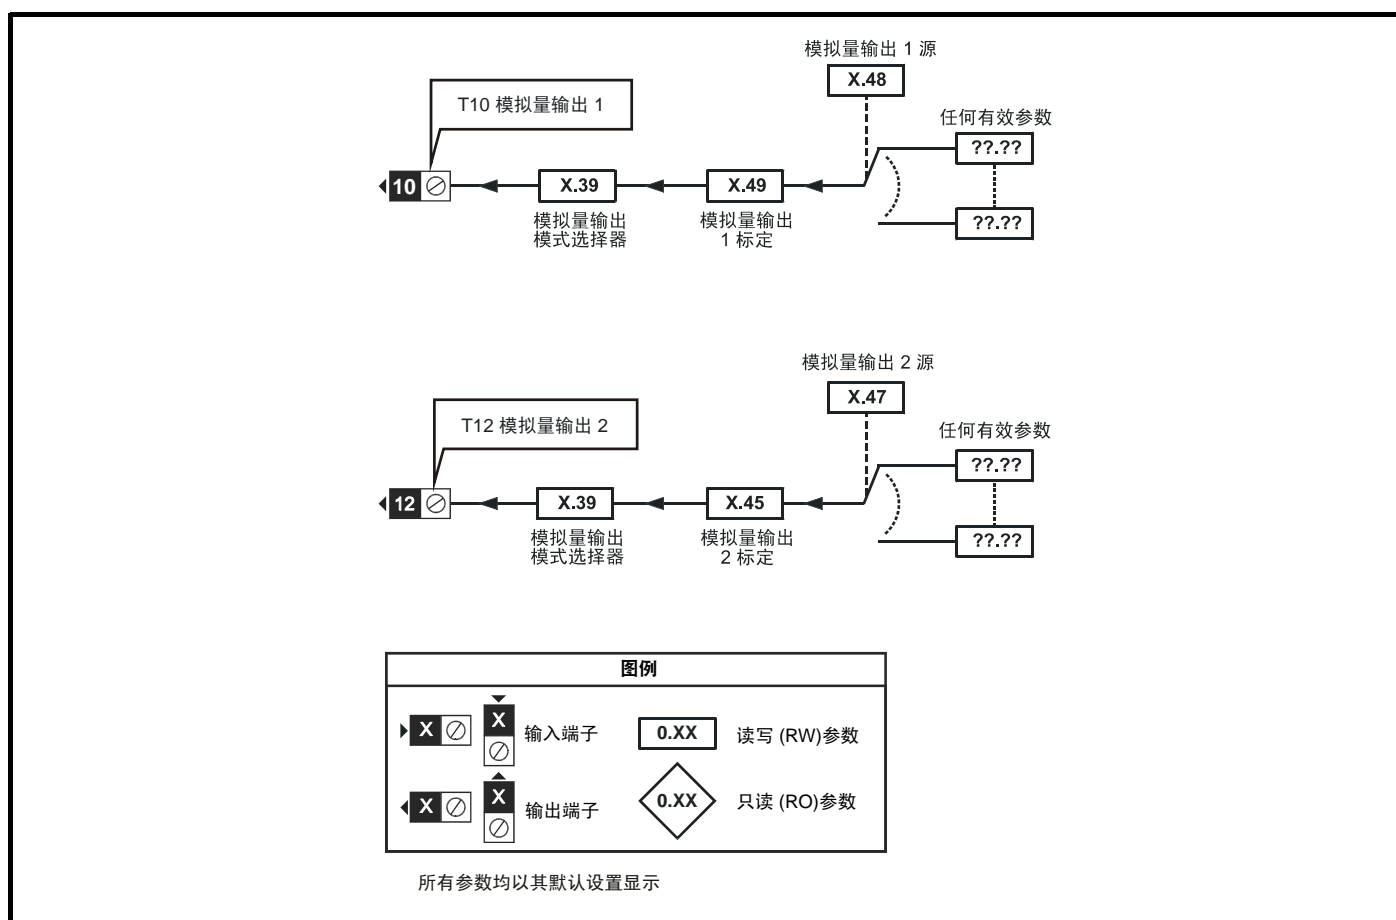 模拟量输出 1 源
X.48
T10 模拟量输出 1
任何有效参数
??.??
10
X.39
X.49
模拟量输出
模式选择器
模拟量输出
1 标定
??.??
模拟量输出 2 源
X.47
T12 模拟量输出 2
任何有效参数
??.??
12
X.39
X.45
模拟量输出
模式选择器
模拟量输出
2 标定
??.??
图例
X
X
输入端子
0.XX
读写 (RW)参数
X
X
输出端子
0.XX
只读 (RO)参数
所有参数均以其默认设置显示